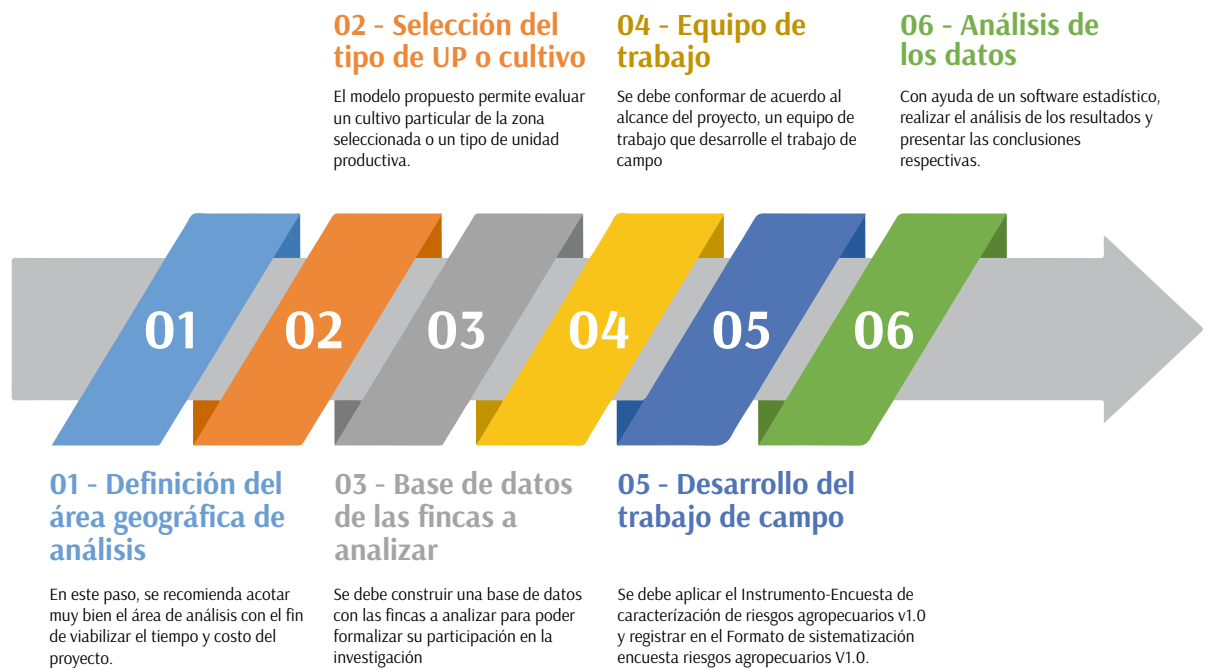 02 - Selección del
tipo de UP o cultivo
El modelo propuesto permite evaluar
un cultivo particular de la zona
seleccionada o un tipo de unidad
productiva.
04 - Equipo de
trabajo
Se debe conformar de acuerdo al
alcance del proyecto, un equipo de
trabajo que desarrolle el trabajo de
campo
06 - Análisis de
los datos
Con ayuda de un software estadístico,
realizar el análisis de los resultados y
presentar las conclusiones
respectivas.
01
02
03
04
05
06
01 - Definición del
área geográfica de
análisis
En este paso, se recomienda acotar
muy bien el área de análisis con el fin
de viabilizar el tiempo y costo del
proyecto.
03 - Base de datos
de las fincas a
analizar
Se debe construir una base de datos
con las fincas a analizar para poder
formalizar su participación en la
investigación
05 - Desarrollo del
trabajo de campo
Se debe aplicar el Instrumento-Encuesta de
caracterización de riesgos agropecuarios v1.0
y registrar en el Formato de sistematización
encuesta riesgos agropecuarios V1.0.